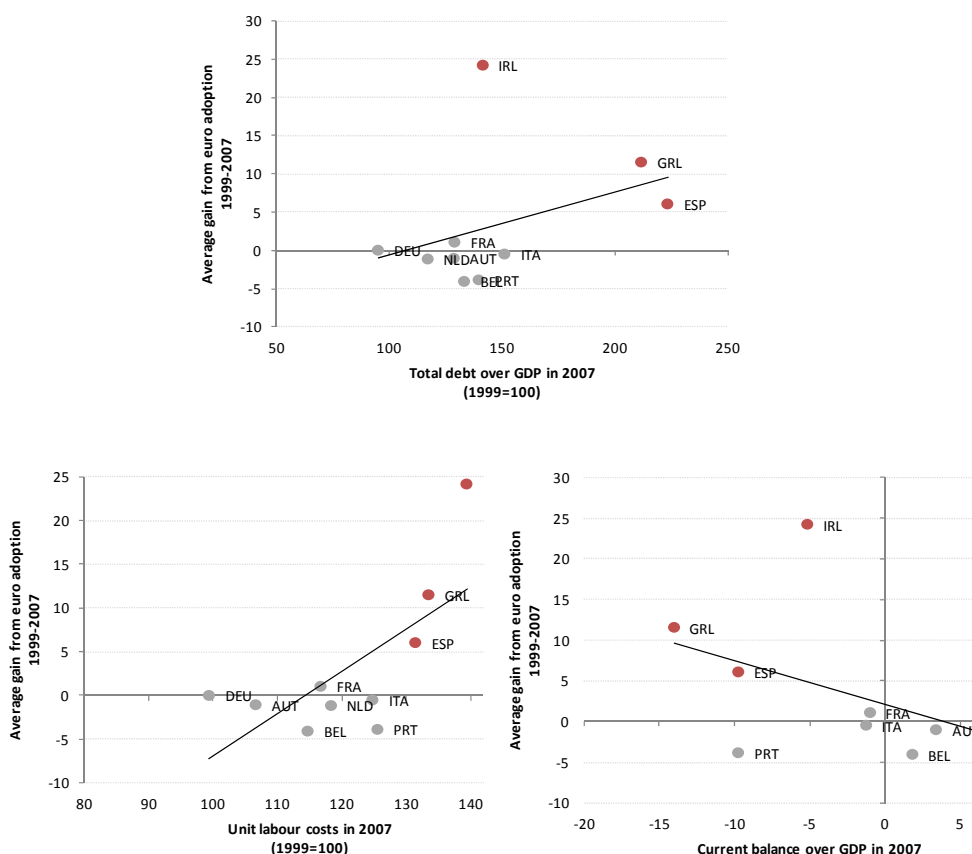 30
25
20
15
10
5
0
-5
-10
Average gain from euro adoption
1999-2007
IRL
GRL
ESP
FRA
DEU
NLD
AUT
ITA
BEL
PRT
50
100
150
200
250
Total debt over GDP in 2007
(1999=100)
25
20
15
10
5
0
-5
-10
Average gain from euro adoption
1999-2007
GRL
ESP
FRA
DEU
AUT
NLD
ITA
BEL
PRT
80
90
100
110
120
130
140
Unit labour costs in 2007
(1999=100)
30
25
20
15
10
5
0
-5
-10
Average gain from euro adoption
1999-2007
IRL
GRL
ESP
FRA
ITA
AU
PRT
BEL
-20
-15
-10
-5
0
5
Current balance over GDP in 2007